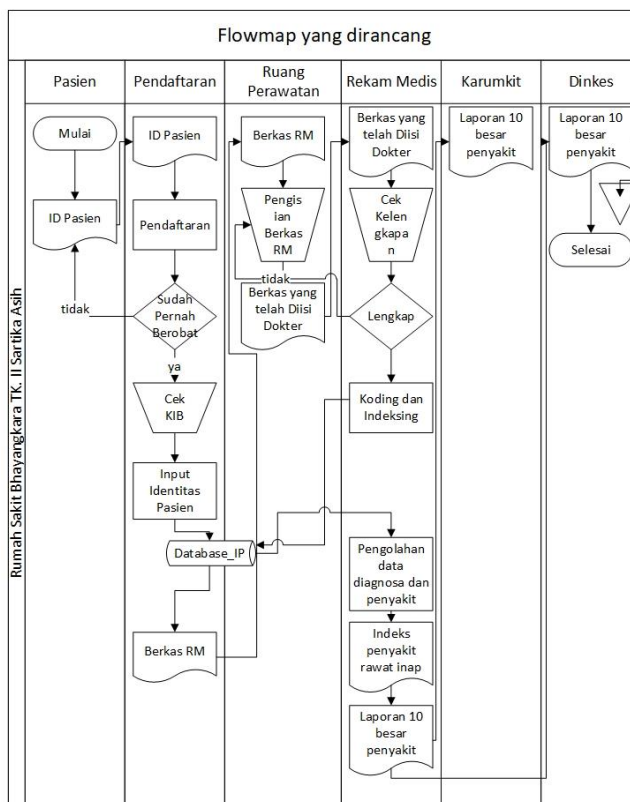 Flowmap yang dirancang
Rumah Sakit Bhayangkara TK. II Sartika Asih
Pasien
Pendaftaran
Ruang
Perawatan
Rekam Medis
Karumkit
Dinkes
Mulai
ID Pasien
tidak
ID Pasien
Pendaftaran
Sudah
Pernah
Berobat
ya
Cek
KIB
Input
Identitas
Pasien
Database_IP
Berkas RM
Berkas RM
Pengis
ian
Berkas
RM
tidak
Berkas yang
telah Diisi
Dokter
Berkas yang
telah Diisi
Dokter
Cek
Kelen
gkapa
n
Lengkap
Koding dan
Indeksing
Pengolahan
data
diagnosa dan
penyakit
Indeks
penyakit
rawat inap
Laporan 10
besar
penyakit
Laporan 10
besar
penyakit
Laporan 10
besar
penyakit
Selesai